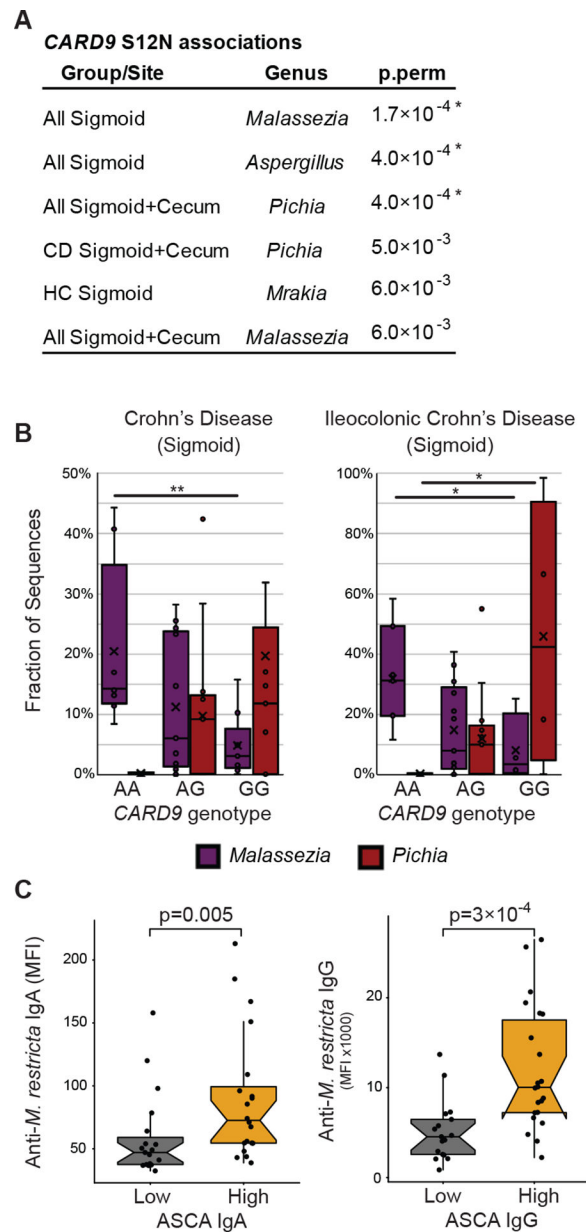 A
CARD9 S12N associations
Group/Site Genus p.perm
All Sigmoid Malassezia 1.7×10-4 *
All Sigmoid Aspergillus 4.0×10-4 *
All Sigmoid+Cecum Pichia 4.0×10-4 *
CD Sigmoid+Cecum Pichia 5.0×10-3
HC Sigmoid Mrakia 6.0×10-3
All Sigmoid+Cecum Malassezia 6.0×10-3
B
Crohn's Disease
(Sigmoid)
Ileocolonic Crohn's Disease
(Sigmoid)
Fraction of Sequences
50%
40%
30%
20%
10%
0%
**
AA AG GG
CARD9 genotype
100%
80%
60%
40%
20%
0%
*
*
AA AG GG
CARD9 genotype
Malassezia Pichia
C
p=0.005
Anti-M. restricta IgA (MFI)
200
150
100
50
Low High
ASCA IgA
p=3×10-4
Anti-M. restricta IgG
(MFI x1000)
20
10
0
Low High
ASCA IgG